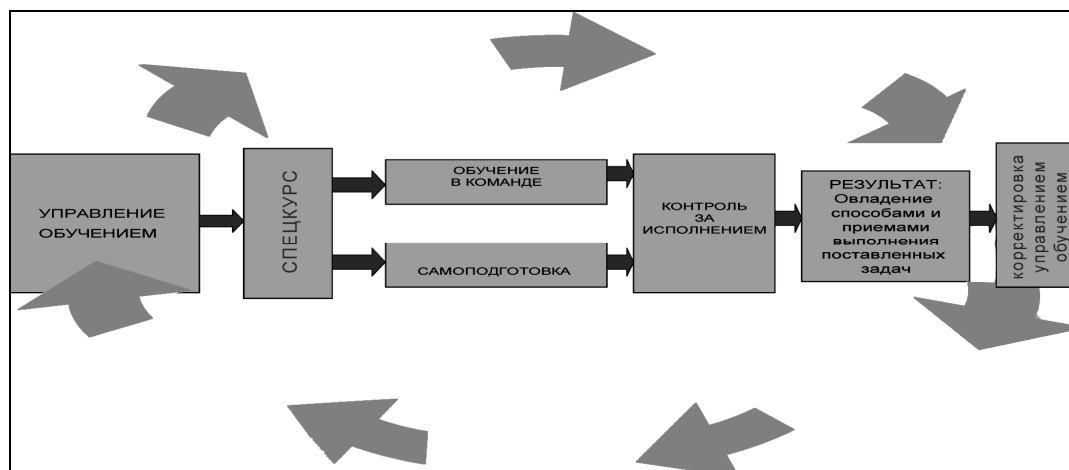 УПРАВЛЕНИЕ
ОБУЧЕНИЕМ
СПЕЦКУРС
ОБУЧЕНИЕ
В КОМАНДЕ
САМОПОДГОТОВКА
КОНТРОЛЬ
ЗА
ИСПОЛНЕНИЕМ
РЕЗУЛЬТАТ:
Овладение
способами и
приемами
выполнения
поставленных
задач
корректировка
управлением
обучением